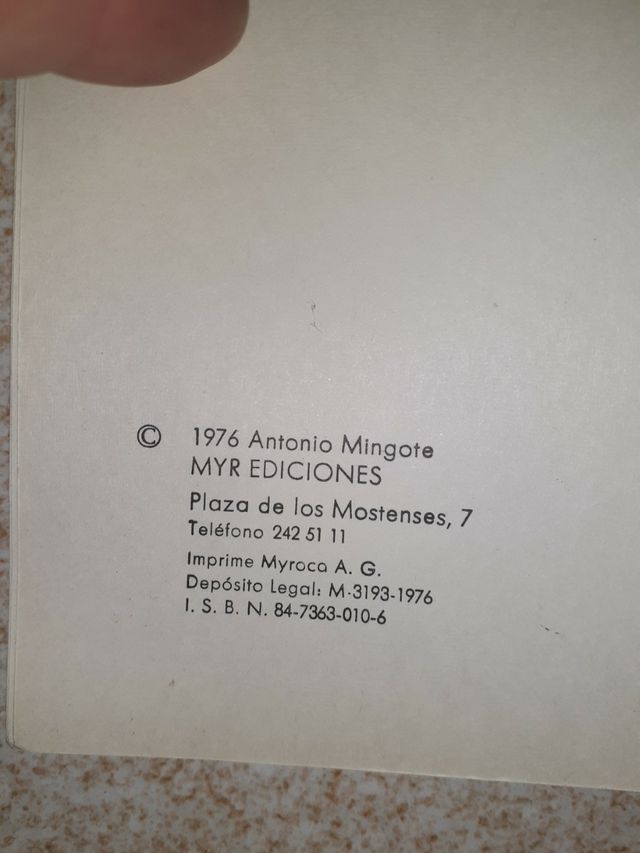 © 1976 Antonio Mingote
MYR EDICIONES
Plaza de los Mostenses, 7
Teléfono 242 51 11
Imprime Myroca A. G.
Depósito Legal: M-3193-1976
I. S. B. N. 84-7363-010-6